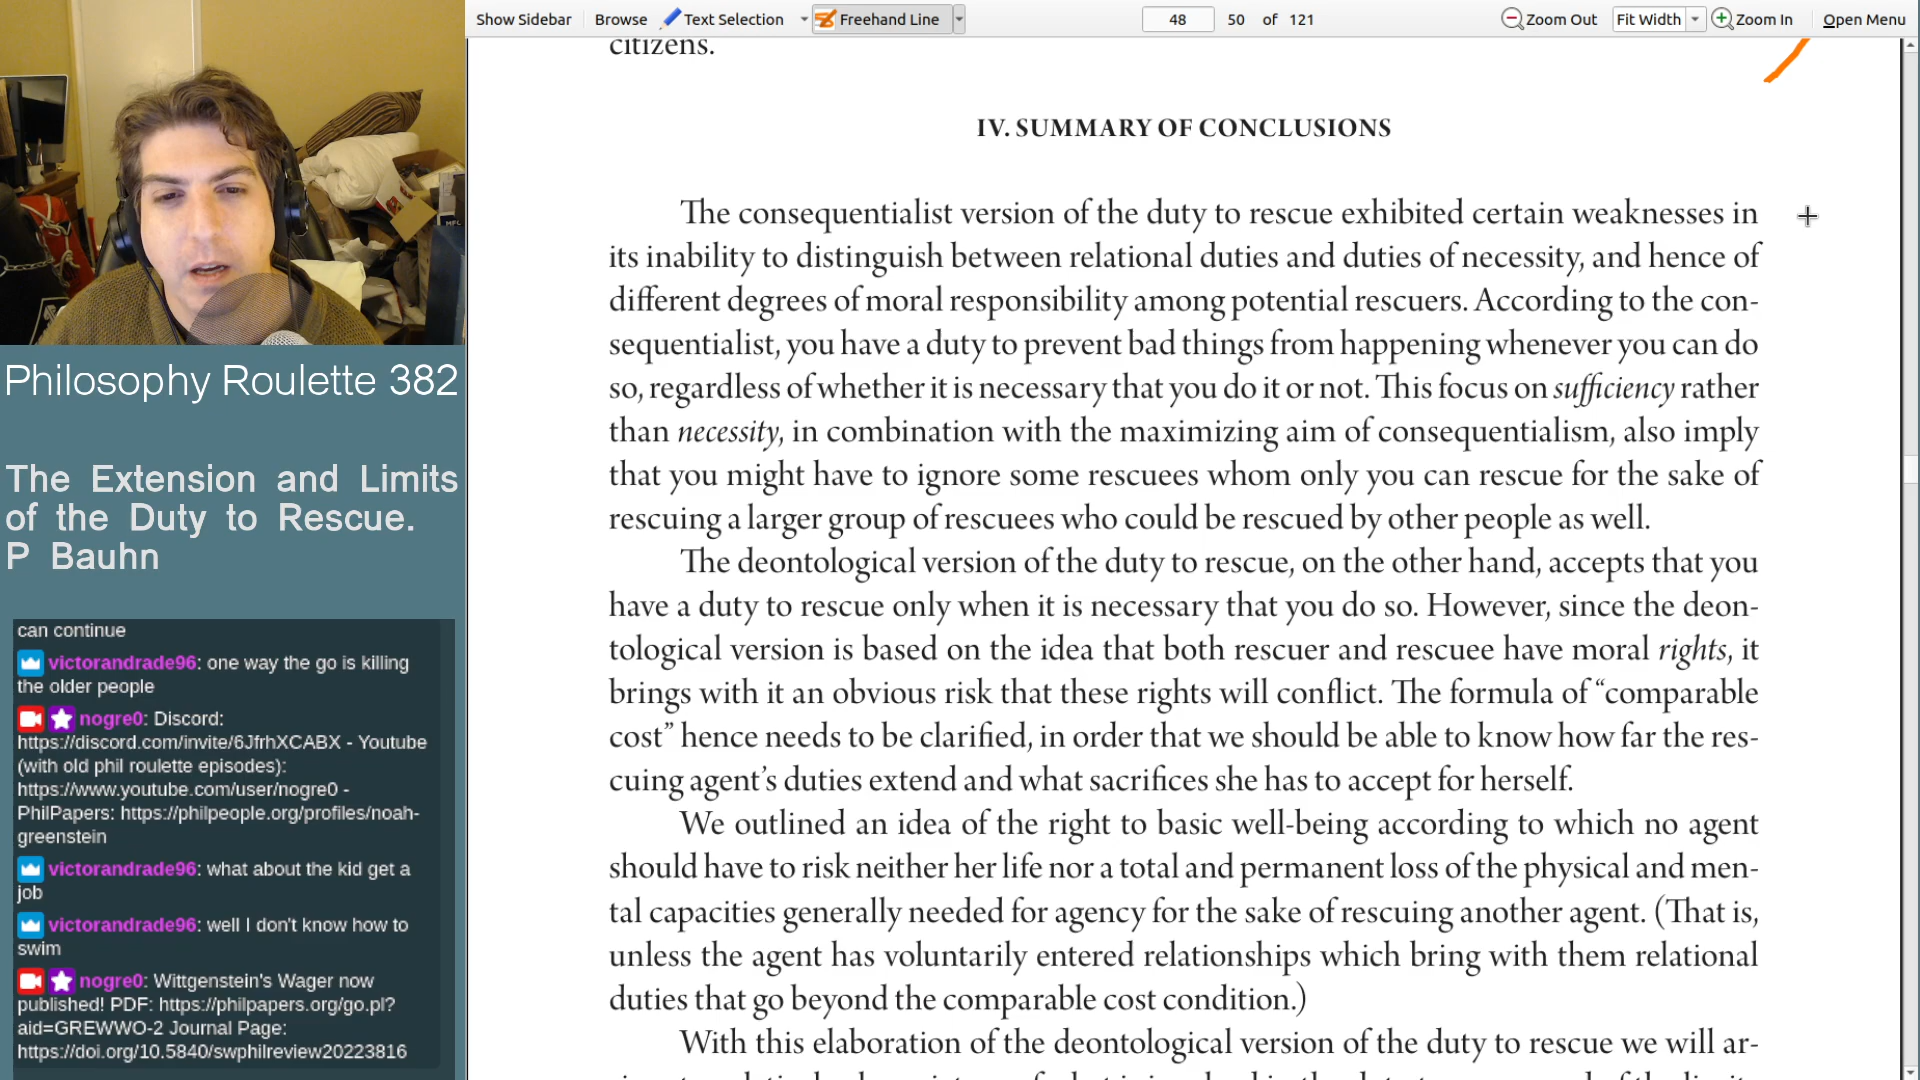 Show Sidebar Browse Text Selection Freehand Line 48 50 of 121 Zoom Out Fit Width Zoom In Open Menu
citizens.
IV. SUMMARY OF CONCLUSIONS
The consequentialist version of the duty to rescue exhibited certain weaknesses in
its inability to distinguish between relational duties and duties of necessity, and hence of
different degrees of moral responsibility among potential rescuers. According to the con-
sequentialist, you have a duty to prevent bad things from happening whenever you can do
so, regardless of whether it is necessary that you do it or not. This focus on sufficiency rather
than necessity, in combination with the maximizing aim of consequentialism, also imply
that you might have to ignore some rescuees whom only you can rescue for the sake of
rescuing a larger group of rescuees who could be rescued by other people as well.
The deontological version of the duty to rescue, on the other hand, accepts that you
have a duty to rescue only when it is necessary that you do so. However, since the deon-
tological version is based on the idea that both rescuer and rescuee have moral rights, it
brings with it an obvious risk that these rights will conflict. The formula of “comparable
cost” hence needs to be clarified, in order that we should be able to know how far the res-
cuing agent’s duties extend and what sacrifices she has to accept for herself.
We outlined an idea of the right to basic well-being according to which no agent
should have to risk neither her life nor a total and permanent loss of the physical and men-
tal capacities generally needed for agency for the sake of rescuing another agent. (That is,
unless the agent has voluntarily entered relationships which bring with them relational
duties that go beyond the comparable cost condition.)
With this elaboration of the deontological version of the duty to rescue we will ar-
Philosophy Roulette 382
The Extension and Limits
of the Duty to Rescue.
P Bauhn
can continue
victorandrade96: one way the go is killing
the older people
nogre0: Discord:
https://discord.com/invite/6JfrhXCABX - Youtube
(with old phil roulette episodes):
https://www.youtube.com/user/nogre0 -
PhilPapers: https://philpeople.org/profiles/noah-
greenstein
victorandrade96: what about the kid get a
job
victorandrade96: well I don't know how to
swim
nogre0: Wittgenstein's Wager now
published! PDF: https://philpapers.org/go.pl?
aid=GREWWO-2 Journal Page:
https://doi.org/10.5840/swphilreview20223816